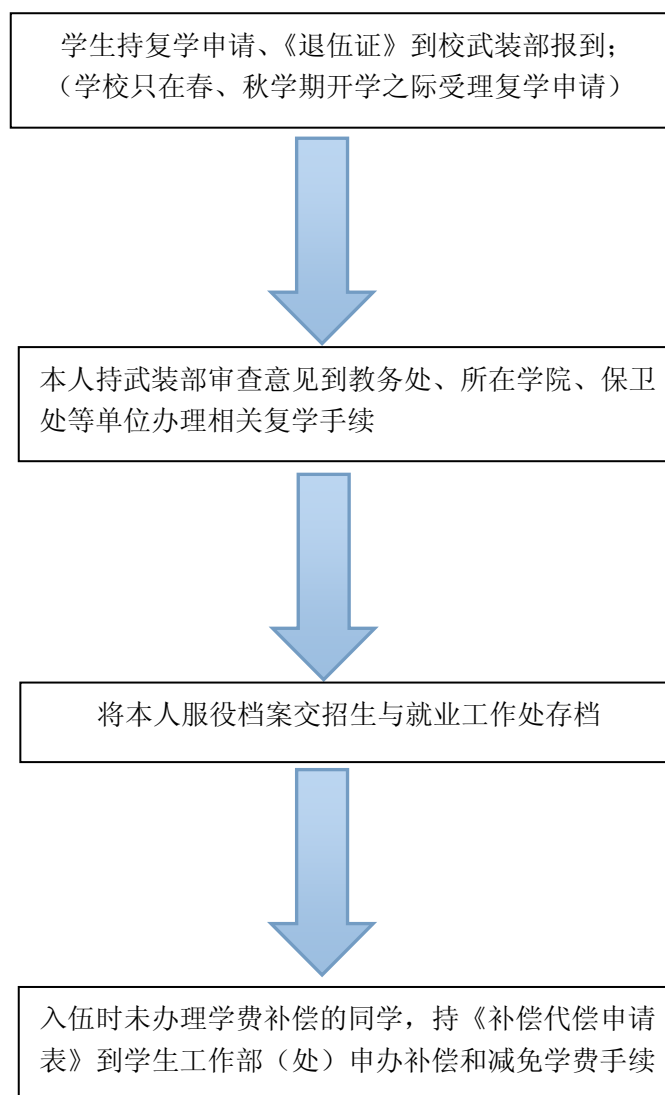 学生持复学申请、《退伍证》到校武装部报到；
（学校只在春、秋学期开学之际受理复学申请）
本人持武装部审查意见到教务处、所在学院、保卫
处等单位办理相关复学手续
将本人服役档案交招生与就业工作处存档
入伍时未办理学费补偿的同学，持《补偿代偿申请
表》到学生工作部（处）申办补偿和减免学费手续